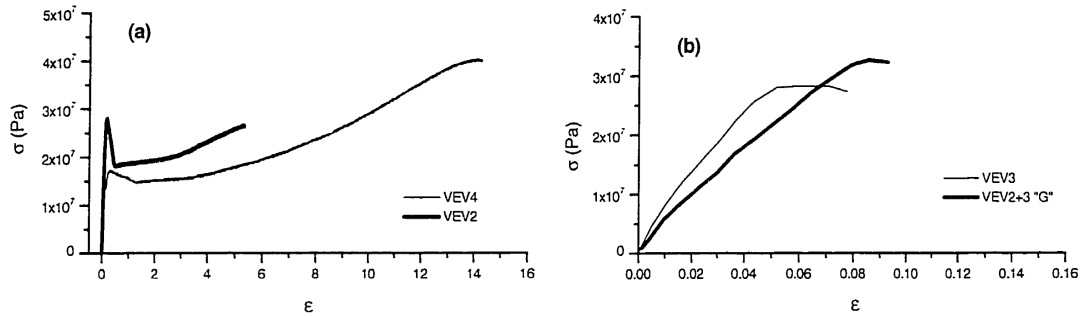 (a)
5x10⁷
4x10⁷
3x10⁷
2x10⁷
1x10⁷
0
σ (Pa)
VEV4
VEV2
0 2 4 6 8 10 12 14 16
ε
(b)
4x10⁷
3x10⁷
2x10⁷
1x10⁷
0
σ (Pa)
VEV3
VEV2+3 "G"
0.00 0.02 0.04 0.06 0.08 0.10 0.12 0.14 0.16
ε